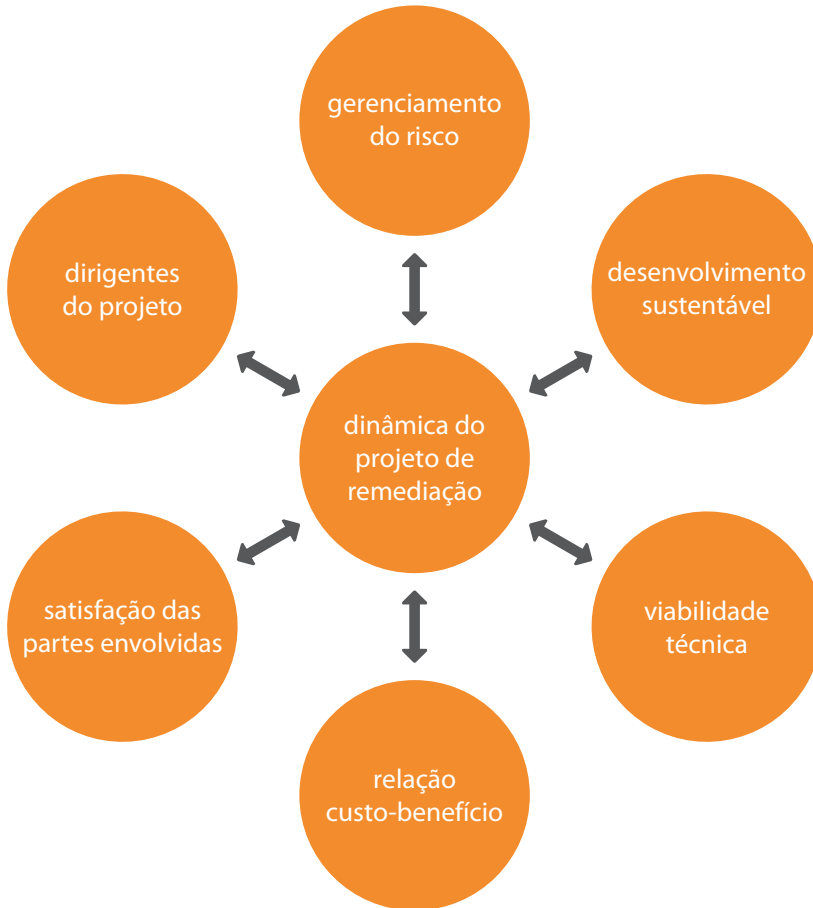 gerenciamento
do risco
dirigentes
do projeto
desenvolvimento
sustentável
dinâmica do
projeto de
remediação
satisfação das
partes envolvidas
viabilidade
técnica
relação
custo-benefício